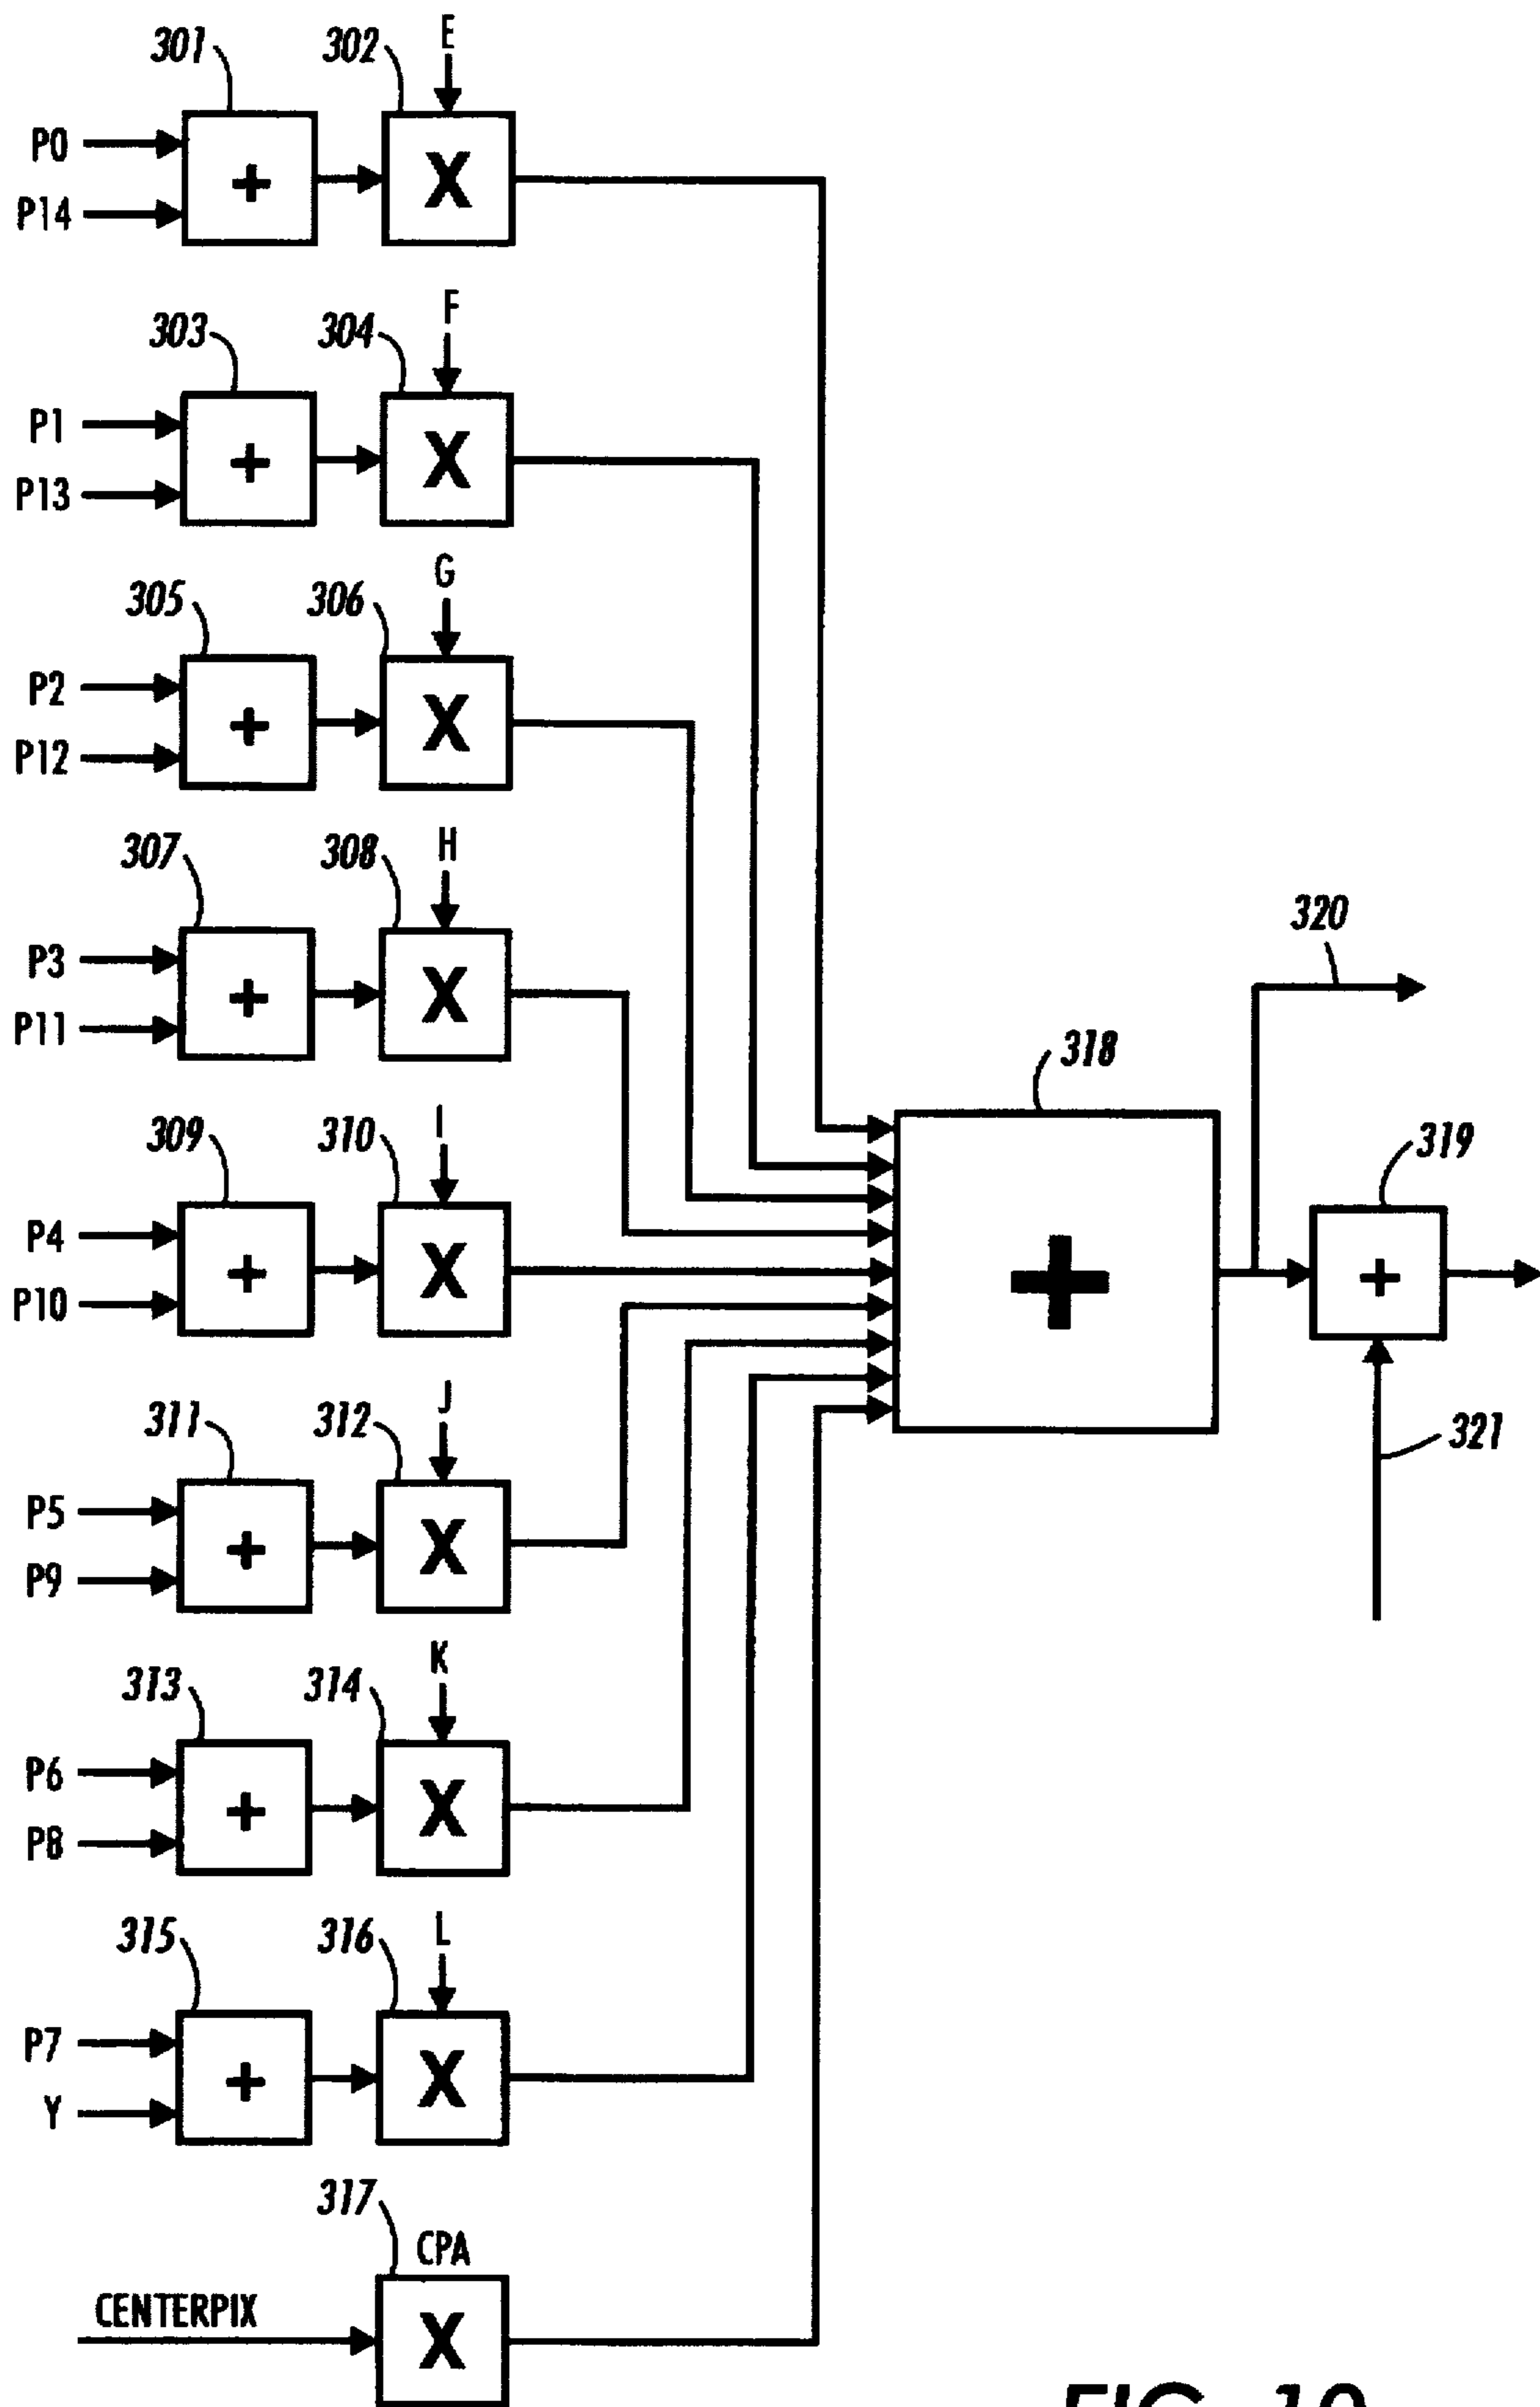 301 302 E
P0
+ X
P14
F
303 304
P1
+ X
P13
G
305 306
P2
+ X
P12
H
307 308
P3
+ X
P11
320
318
I
309 310
319
P4
+ X + +
P10
J
311 312
321
P5
+ X
P9
K
313 314
P6
+ X
P8
L
315 316
P7
+ X
Y
317
CPA
CENTERPIX
X